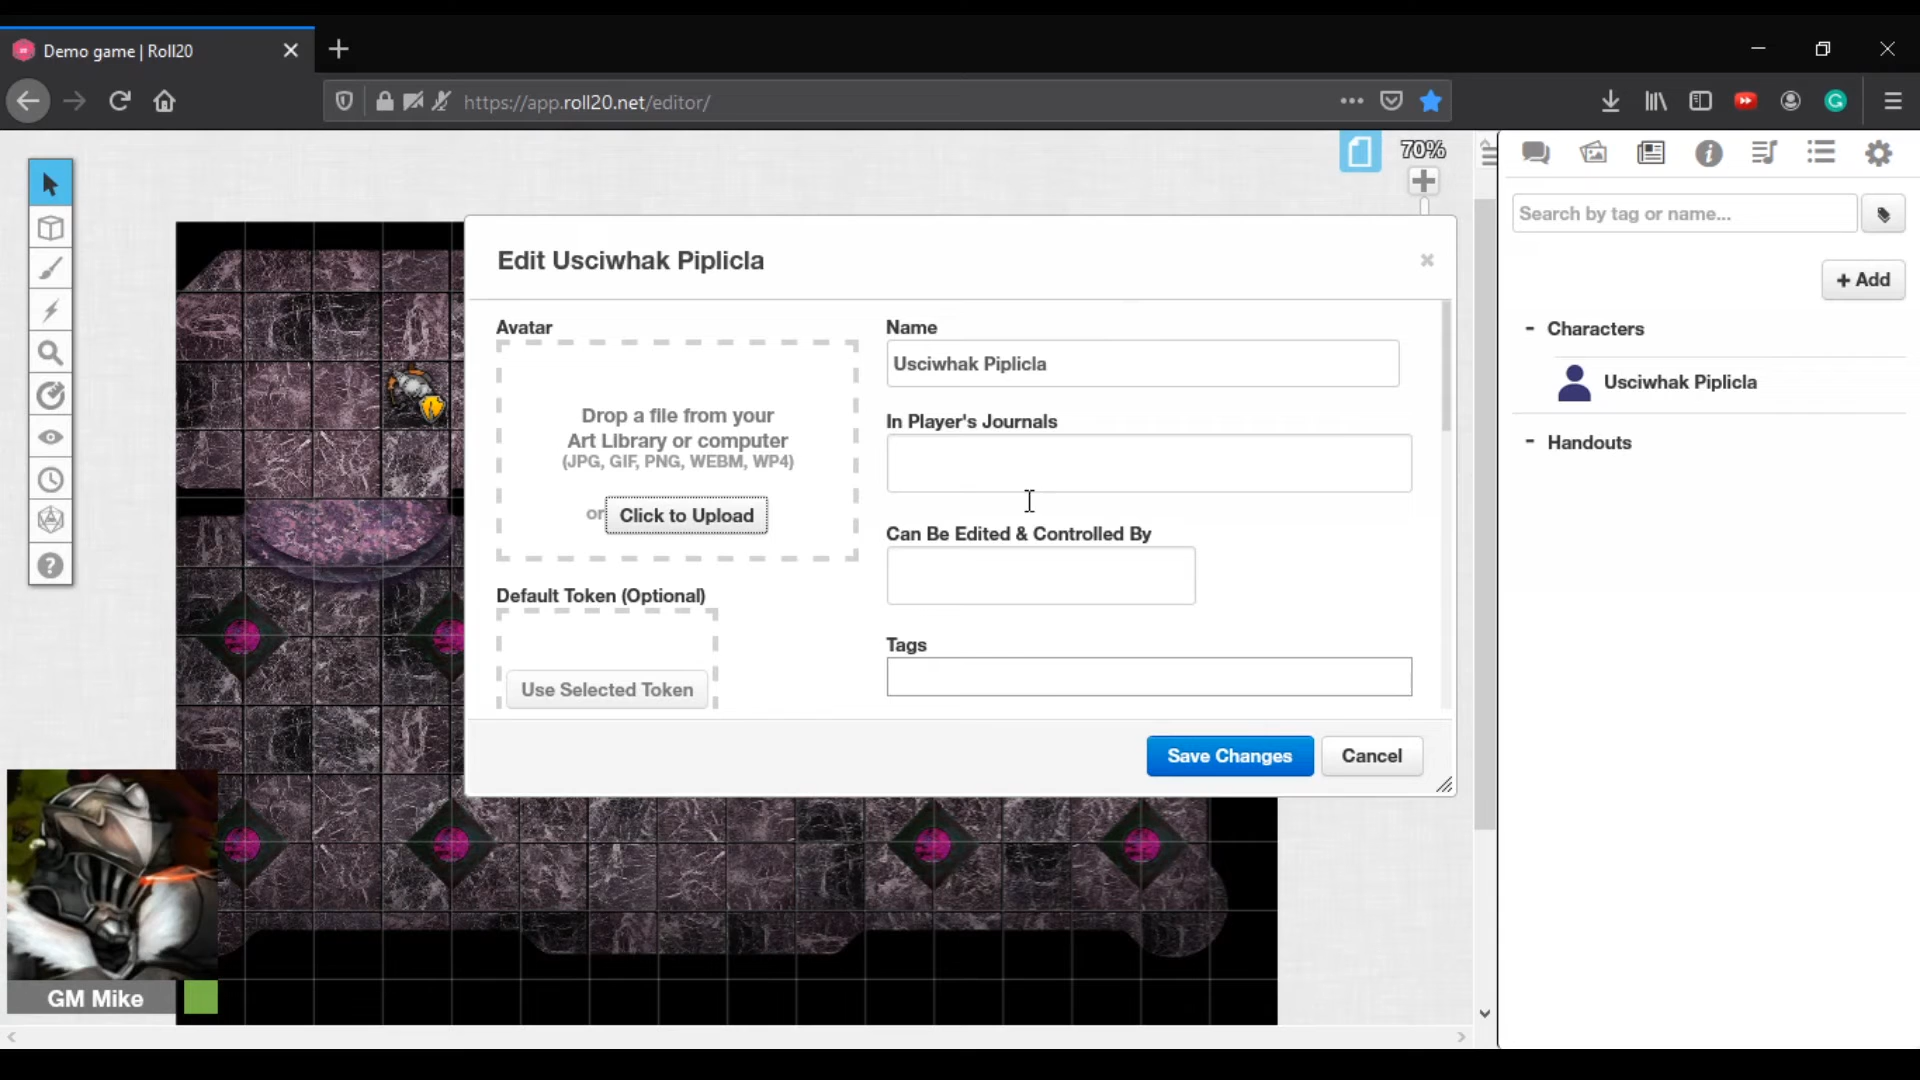 Demo game | Roll20
https://app.roll20.net/editor/
70%
Search by tag or name...
+ Add
- Characters
Usciwhak Piplicla
- Handouts
Edit Usciwhak Piplicla
Avatar
Drop a file from your
Art Library or computer
(JPG, GIF, PNG, WEBM, WP4)
or Click to Upload
Default Token (Optional)
Use Selected Token
Name
Usciwhak Piplicla
In Player's Journals
Can Be Edited & Controlled By
Tags
Save Changes
Cancel
GM Mike